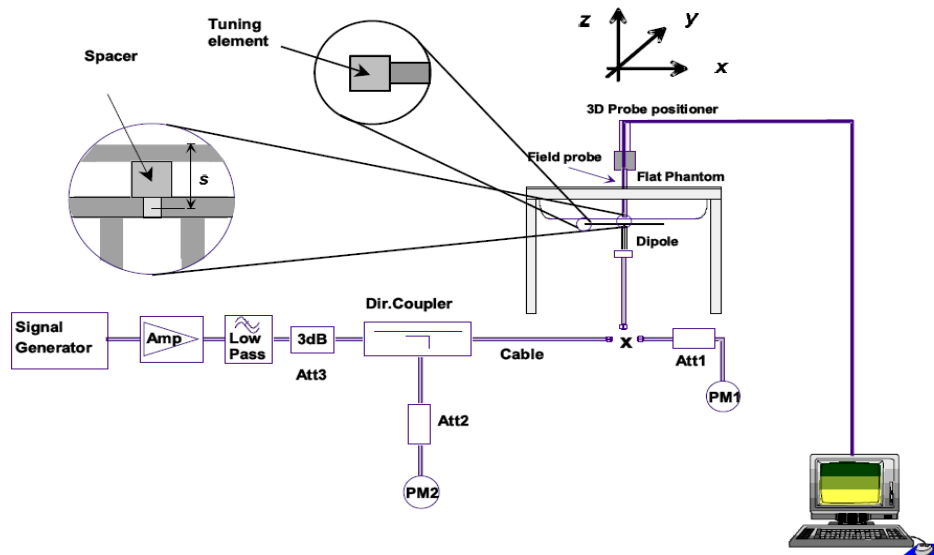 Tuning
element
z
y
x
Spacer
s
3D Probe positioner
Field probe
Flat Phantom
Dipole
Dir.Coupler
Signal
Generator
Amp
Low
Pass
3dB
Att3
Cable
x
Att1
PM1
Att2
PM2